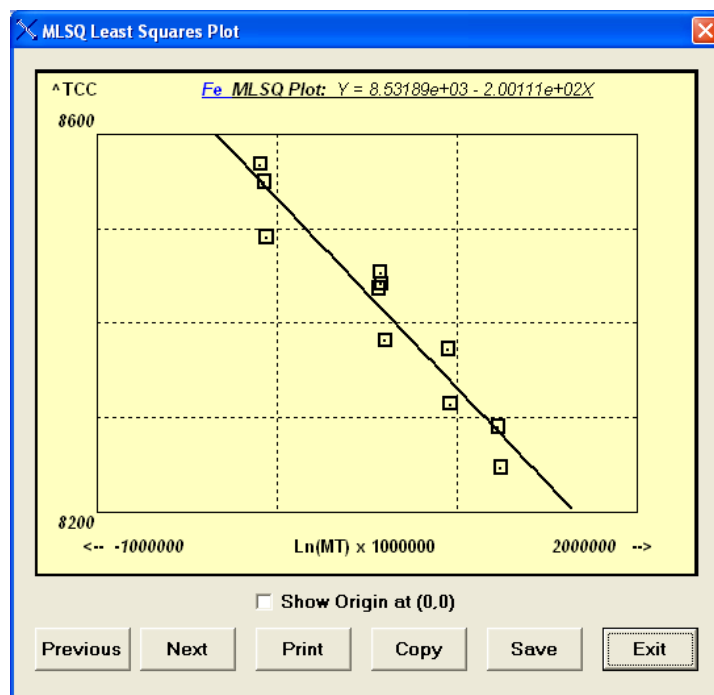 MLSQ Least Squares Plot
^TCC
Fe MLSQ Plot: Y = 8.53189e+03 - 2.00111e+02X
8600
8200
<-- -1000000
Ln(MT) x 1000000
2000000 -->
Show Origin at (0,0)
Previous
Next
Print
Copy
Save
Exit